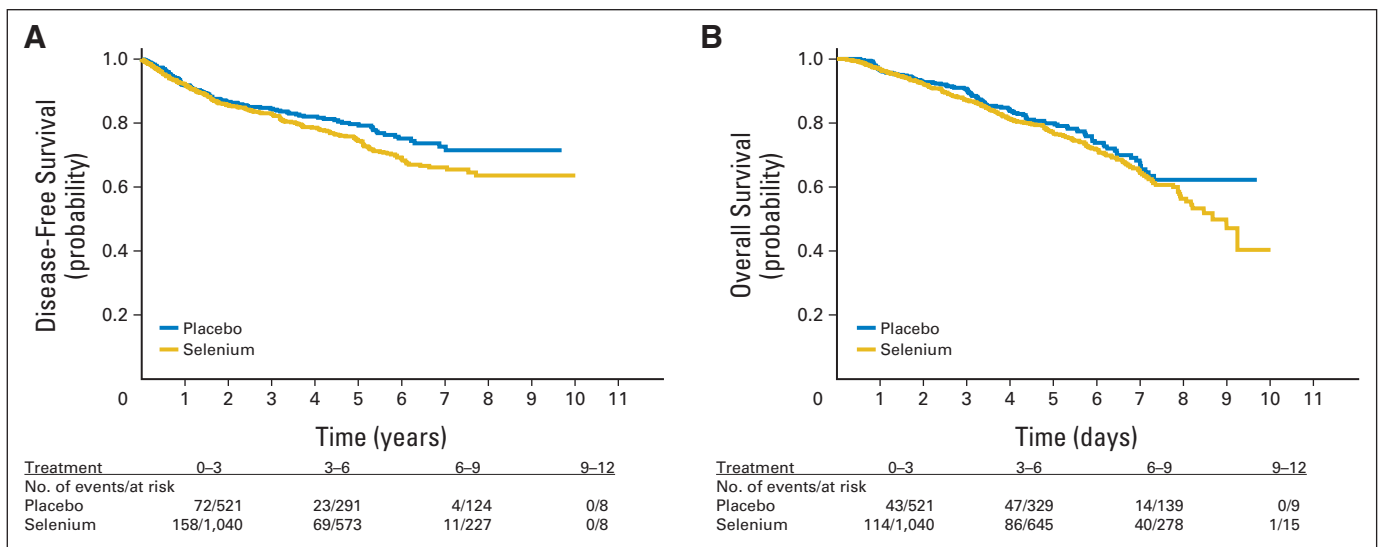 A
Disease-Free Survival
(probability)
1.0
0.8
0.6
0.4
0.2
Placebo
Selenium
0 1 2 3 4 5 6 7 8 9 10 11
Time (years)
Treatment 0–3 3–6 6–9 9–12
No. of events/at risk
Placebo 72/521 23/291 4/124 0/8
Selenium 158/1,040 69/573 11/227 0/8
B
Overall Survival
(probability)
1.0
0.8
0.6
0.4
0.2
Placebo
Selenium
0 1 2 3 4 5 6 7 8 9 10 11
Time (days)
Treatment 0–3 3–6 6–9 9–12
No. of events/at risk
Placebo 43/521 47/329 14/139 0/9
Selenium 114/1,040 86/645 40/278 1/15